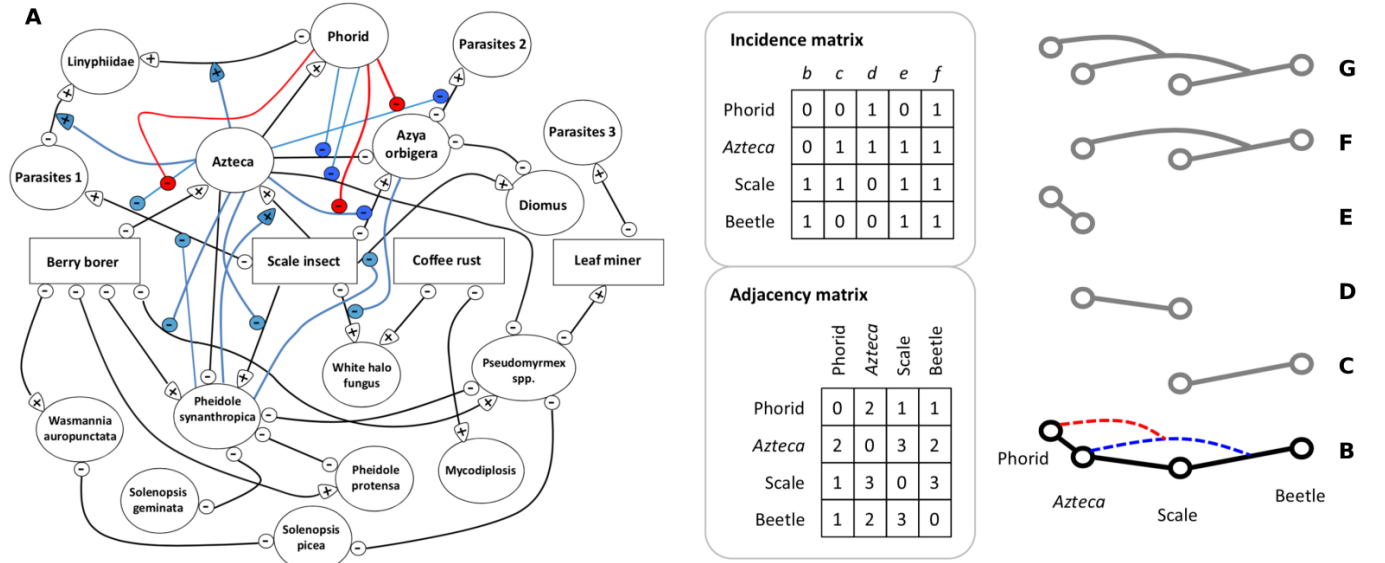 A
Phorid
Parasites 2
Linyphiidae
Parasites 3
Azya
orbigera
Azteca
Parasites 1
Diomus
Berry borer
Scale insect
Coffee rust
Leaf miner
White halo
fungus
Pseudomyrmex
spp.
Pheidole
synanthropica
Wasmannia
auropunctata
Mycodiplosis
Pheidole
protensa
Solenopsis
geminata
Solenopsis
picea
Incidence matrix
b c d e f
Phorid 0 0 1 0 1
Azteca 0 1 1 1 1
Scale 1 1 0 1 1
Beetle 1 0 0 1 1
Adjacency matrix
Phorid Azteca Scale Beetle
Phorid 0 2 1 1
Azteca 2 0 3 2
Scale 1 3 0 3
Beetle 1 2 3 0
G
F
E
D
C
B
Phorid
Azteca
Scale
Beetle